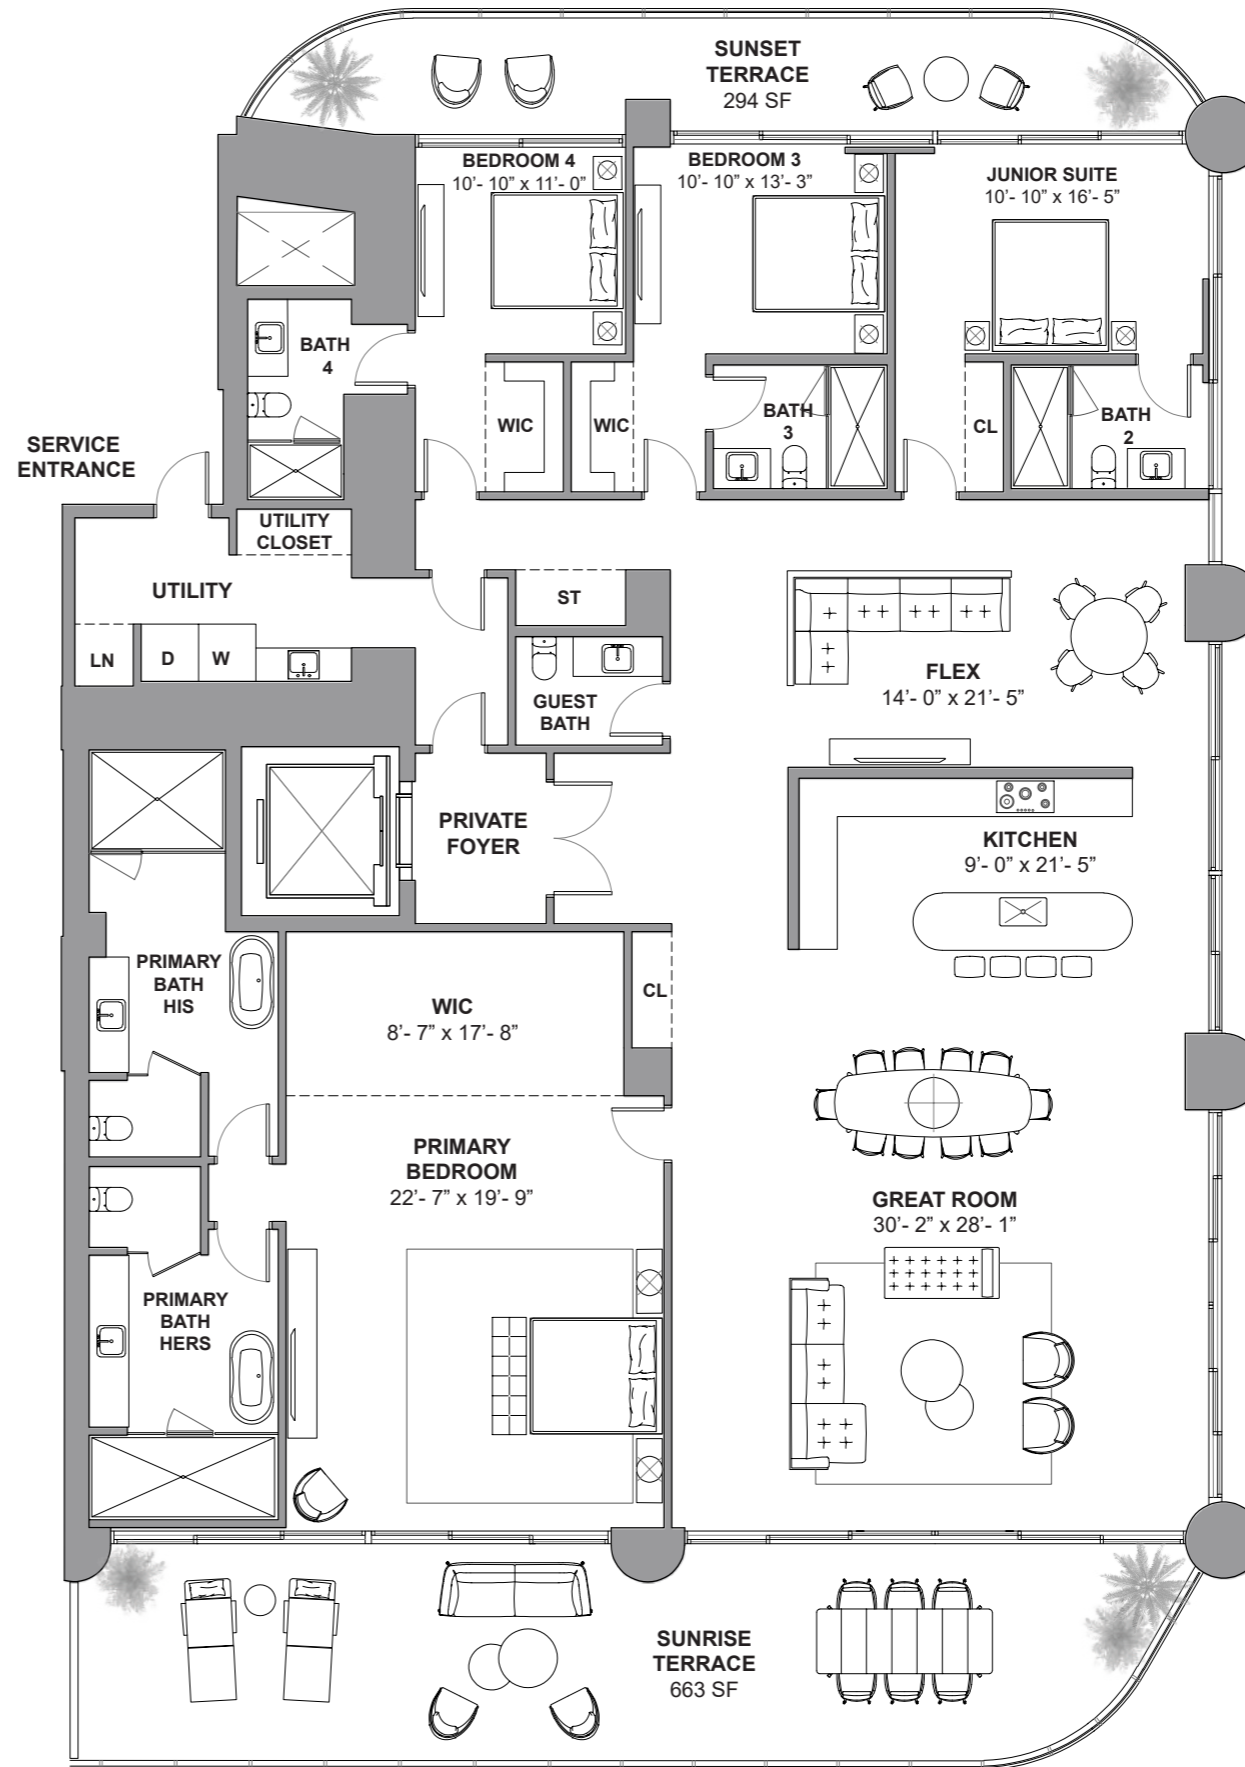 SUNSET
TERRACE
294 SF
BEDROOM 4
10’- 10” x 11’- 0”
BEDROOM 3
10’- 10” x 13’- 3”
JUNIOR SUITE
10’- 10” x 16’- 5”
BATH
4
WIC
WIC
BATH
3
CL
BATH
2
SERVICE
ENTRANCE
UTILITY
CLOSET
UTILITY
ST
LN
D
W
GUEST
BATH
FLEX
14’- 0” x 21’- 5”
PRIVATE
FOYER
KITCHEN
9’- 0” x 21’- 5”
PRIMARY
BATH
HIS
WIC
8’- 7” x 17’- 8”
CL
PRIMARY
BEDROOM
22’- 7” x 19’- 9”
GREAT ROOM
30’- 2” x 28’- 1”
PRIMARY
BATH
HERS
SUNRISE
TERRACE
663 SF